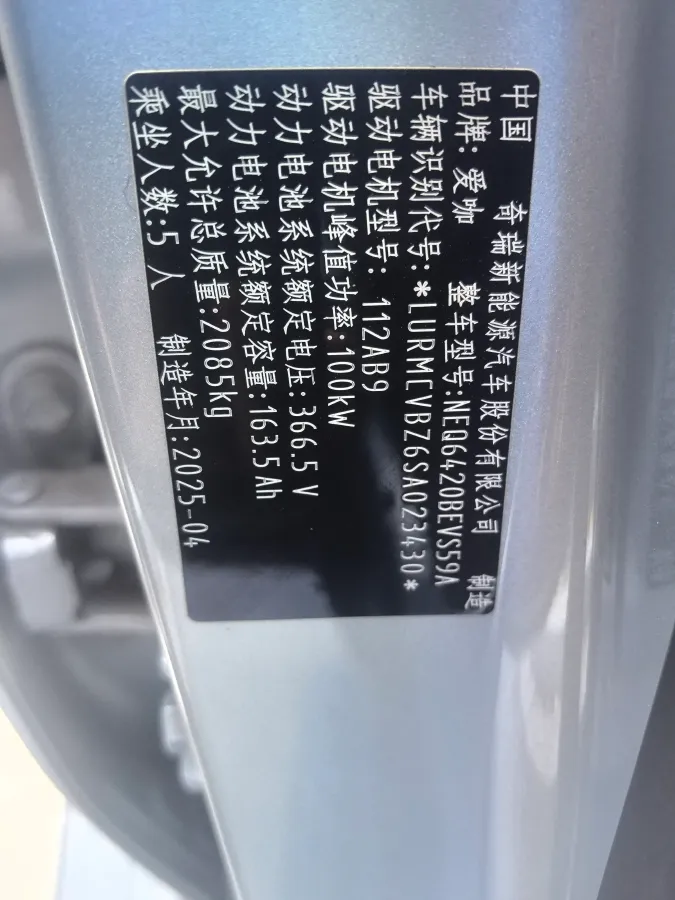 中国 奇瑞新能源汽车股份有限公司 制造
品牌:爱咖 整车型号:NEQ6420BEVS59A
车辆识别代号:*LURMCVBZ6SA023430*
驱动电机型号:112AB9
驱动电机峰值功率:100kW
动力电池系统额定电压:366.5V
动力电池系统额定容量:163.5Ah
最大允许总质量:2085kg
乘坐人数:5人 制造年月:2025-04